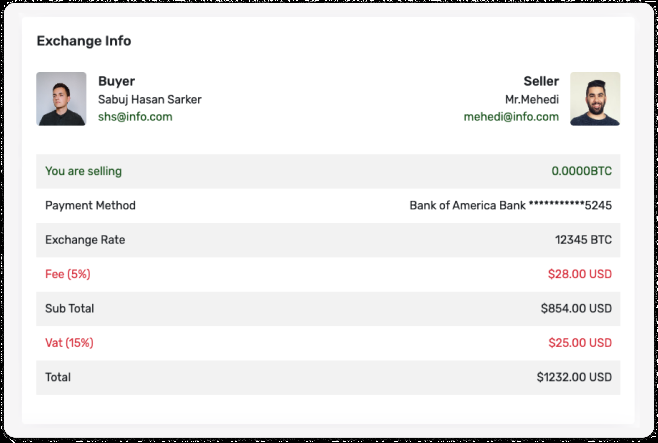 Exchange Info
Buyer
Sabuj Hasan Sarker
shs@info.com
Seller
Mr.Mehedi
mehedi@info.com
You are selling 0.0000BTC
Payment Method Bank of America Bank ***********5245
Exchange Rate 12345 BTC
Fee (5%) $28.00 USD
Sub Total $854.00 USD
Vat (15%) $25.00 USD
Total $1232.00 USD